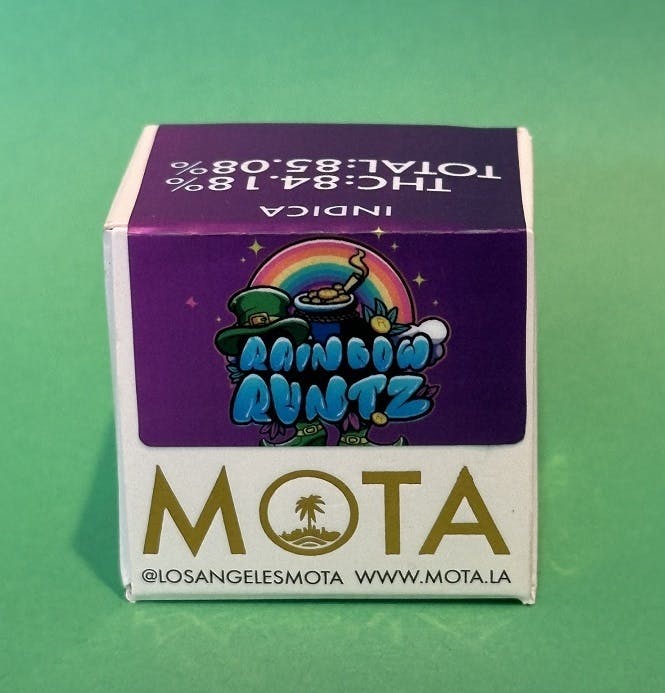 TOTAL:85.08%
THC:84.18%
INDICA
RAINBOW
RUNTZ
MOTA
@LOSANGELESMOTA WWW.MOTA.LA